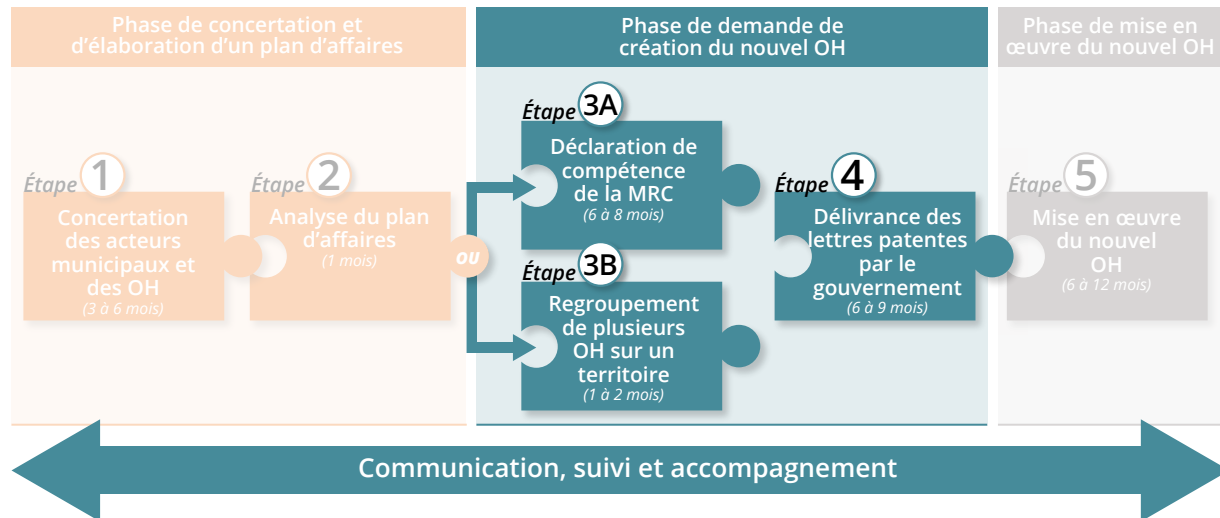 Phase de concertation et
d'élaboration d'un plan d'affaires
Étape 1
Concertation
des acteurs
municipaux et
des OH
(3 à 6 mois)
Étape 2
Analyse du plan
d'affaires
(1 mois)
OU
Phase de demande de
création du nouvel OH
Étape 3A
Déclaration de
compétence
de la MRC
(6 à 8 mois)
Étape 3B
Regroupement
de plusieurs
OH sur un
territoire
(1 à 2 mois)
Étape 4
Délivrance des
lettres patentes
par le
gouvernement
(6 à 9 mois)
Phase de mise en
œuvre du nouvel OH
Étape 5
Mise en œuvre
du nouvel
OH
(6 à 12 mois)
Communication, suivi et accompagnement